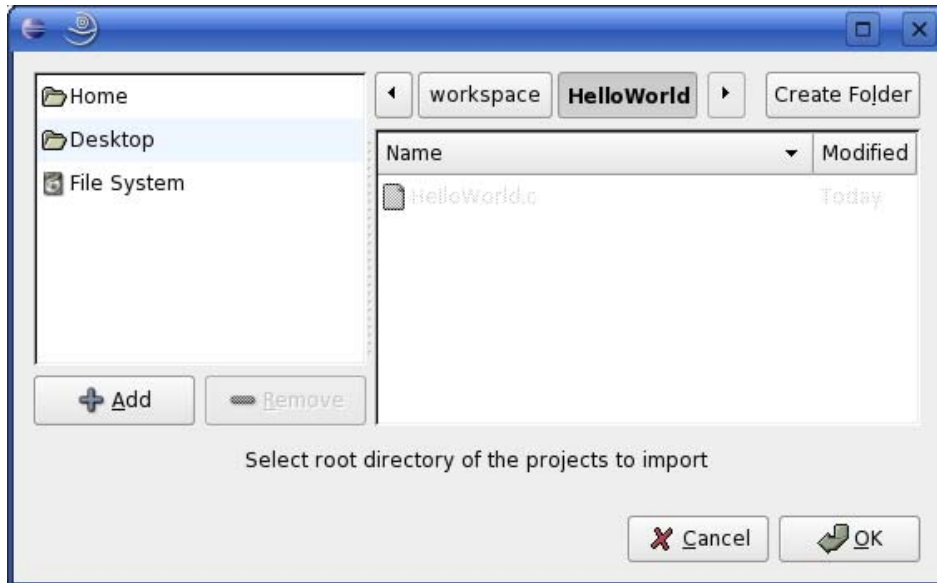 Home
Desktop
File System
Add
Remove
workspace
HelloWorld
Create Folder
Name
Modified
HelloWorld.c
Today
Select root directory of the projects to import
Cancel
OK